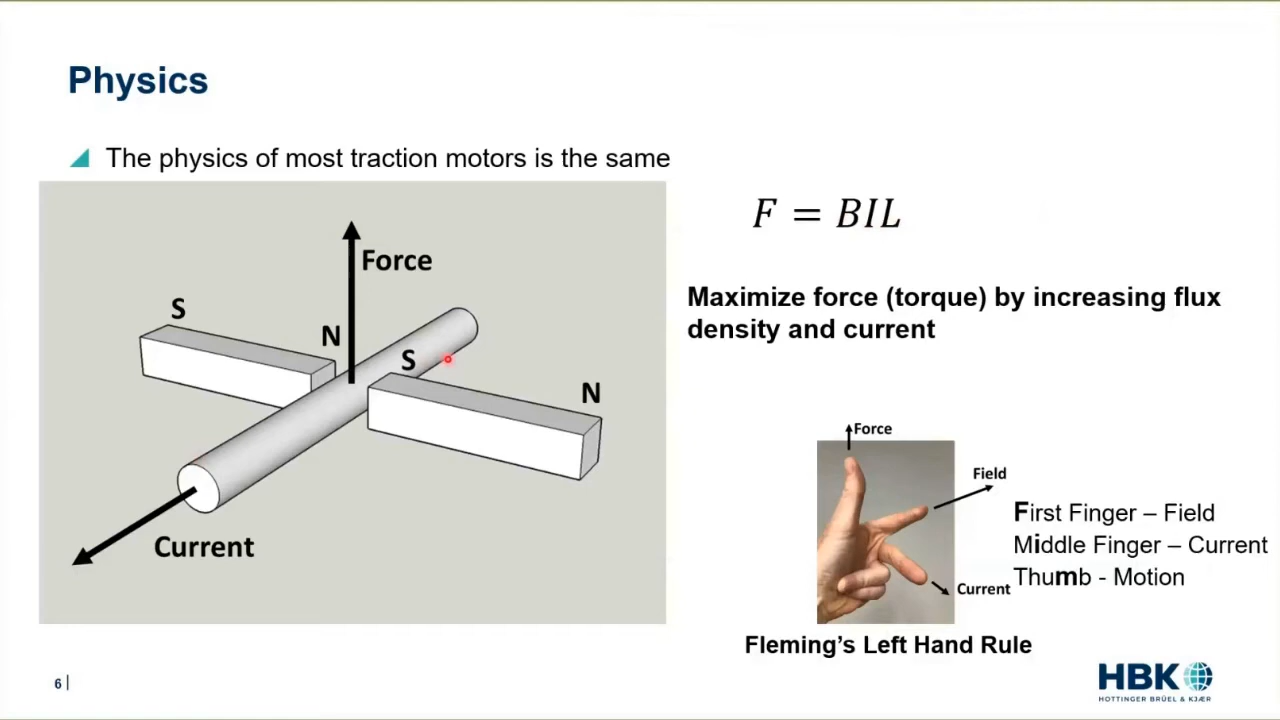 Physics
The physics of most traction motors is the same
Force
S
N
S
N
Current
F = BIL
Maximize force (torque) by increasing flux
density and current
Force
Field
Current
First Finger – Field
Middle Finger – Current
Thumb - Motion
Fleming's Left Hand Rule
6 |
HBK
HOTTINGER BRÜEL & KJÆR